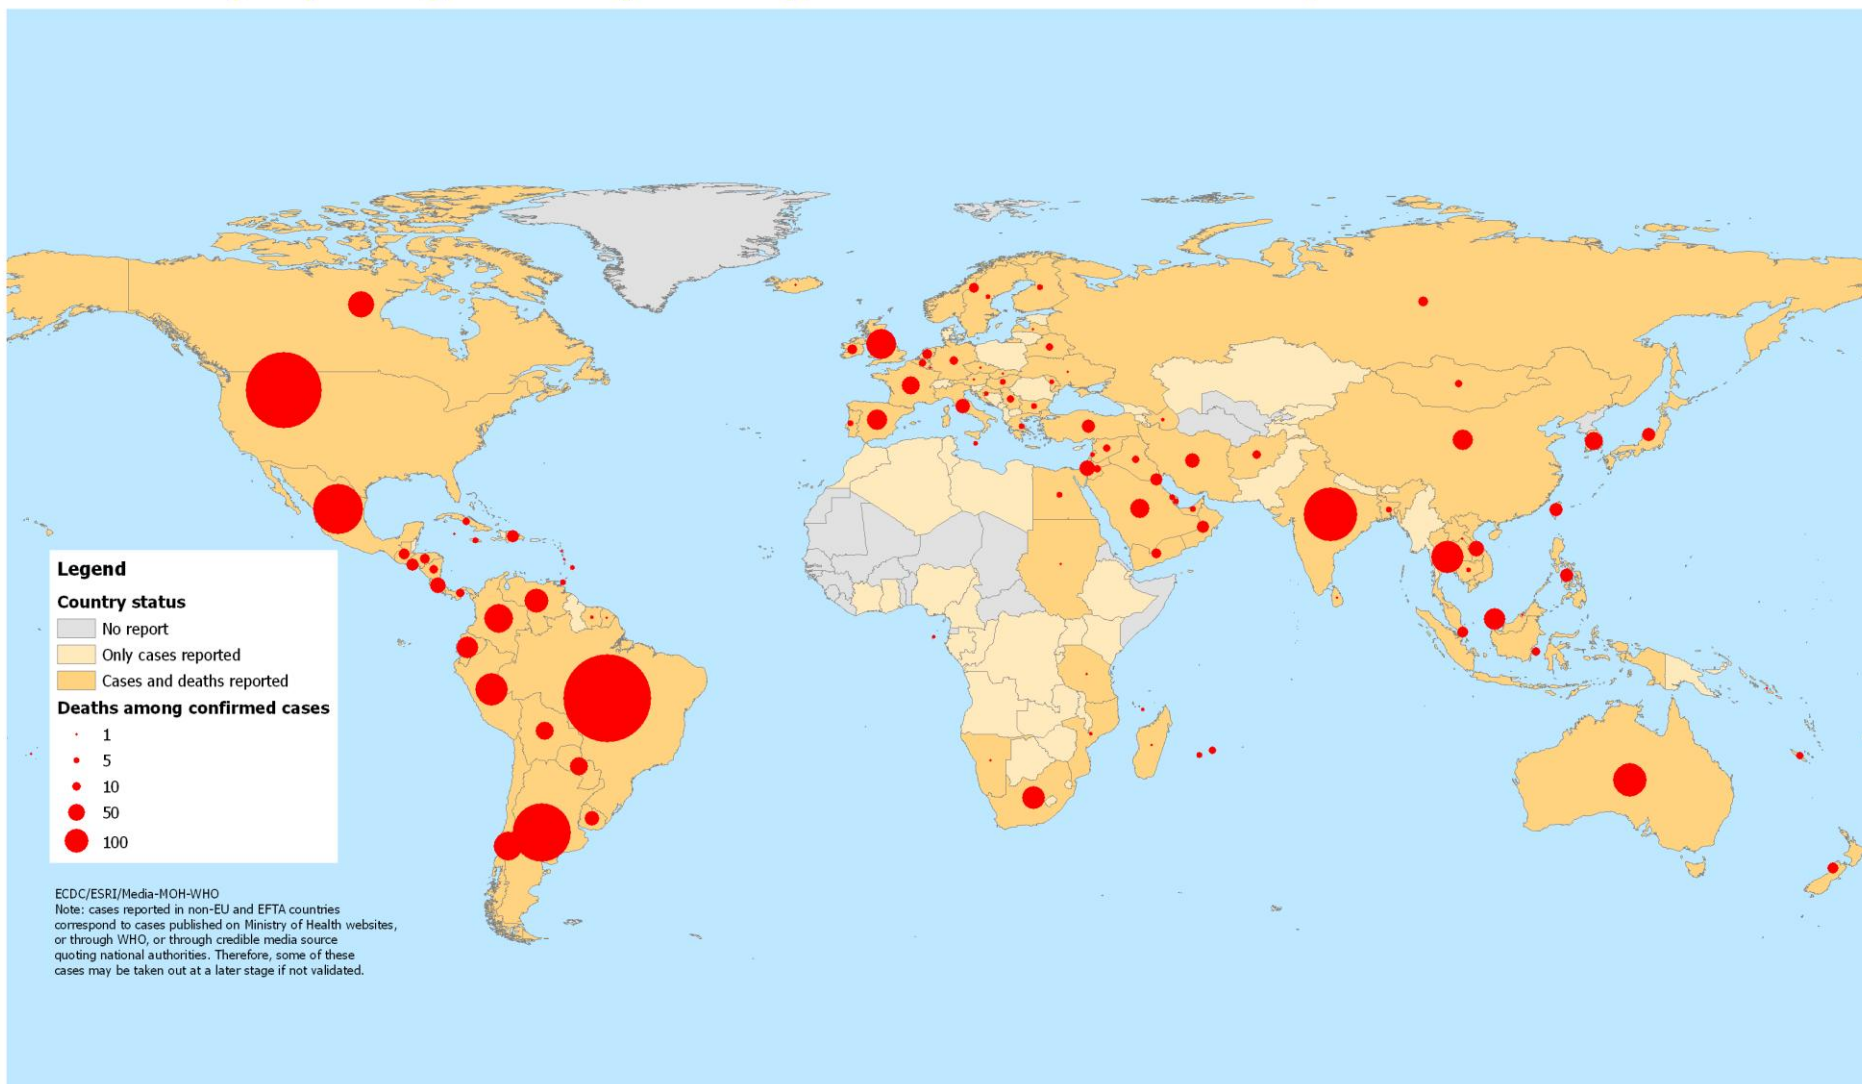 Legend
Country status
No report
Only cases reported
Cases and deaths reported
Deaths among confirmed cases
1
5
10
50
100
ECDC/ESRI/Media-MOH-WHO
Note: cases reported in non-EU and EFTA countries
correspond to cases published on Ministry of Health websites,
or through WHO, or through credible media source
quoting national authorities. Therefore, some of these
cases may be taken out at a later stage if not validated.